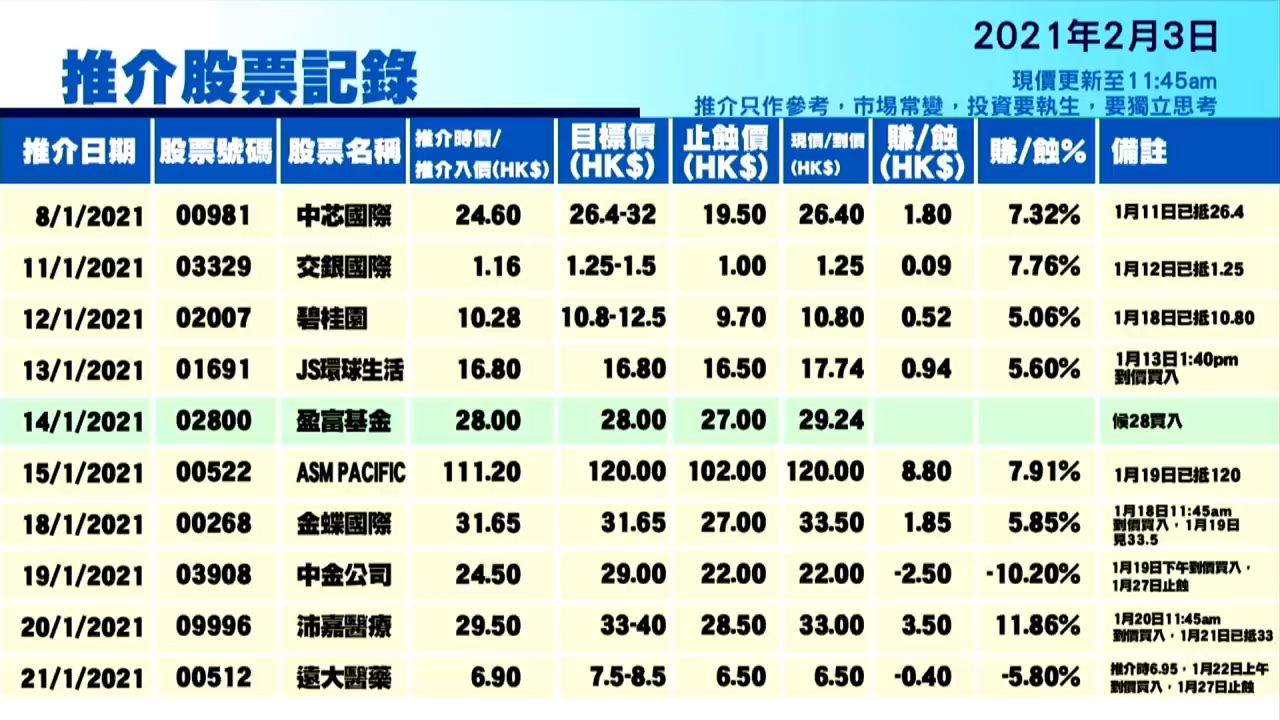 2021年2月3日
推介股票記錄
現價更新至11:45am
推介只作參考，市場常變，投資要執生，要獨立思考
推介日期 股票號碼 股票名稱 推介時價/推介入價(HK$) 目標價(HK$) 止蝕價(HK$) 現價/到價(HK$) 賺/蝕(HK$) 賺/蝕% 備註
8/1/2021 00981 中芯國際 24.60 26.4-32 19.50 26.40 1.80 7.32% 1月11日已抵26.4
11/1/2021 03329 交銀國際 1.16 1.25-1.5 1.00 1.25 0.09 7.76% 1月12日已抵1.25
12/1/2021 02007 碧桂園 10.28 10.8-12.5 9.70 10.80 0.52 5.06% 1月18日已抵10.80
13/1/2021 01691 JS環球生活 16.80 16.80 16.50 17.74 0.94 5.60% 1月13日1:40pm
到價買入
14/1/2021 02800 盈富基金 28.00 28.00 27.00 29.24 候28買入
15/1/2021 00522 ASM PACIFIC 111.20 120.00 102.00 120.00 8.80 7.91% 1月19日已抵120
18/1/2021 00268 金蝶國際 31.65 31.65 27.00 33.50 1.85 5.85% 1月18日11:45am
到價買入，1月19日
見33.5
19/1/2021 03908 中金公司 24.50 29.00 22.00 22.00 -2.50 -10.20% 1月19日下午到價買入，
1月27日止蝕
20/1/2021 09996 沛嘉醫療 29.50 33-40 28.50 33.00 3.50 11.86% 1月20日11:45am
到價買入，1月21日已抵33
21/1/2021 00512 遠大醫藥 6.90 7.5-8.5 6.50 6.50 -0.40 -5.80% 推介時6.95，1月22日上午
到價買入，1月27日止蝕